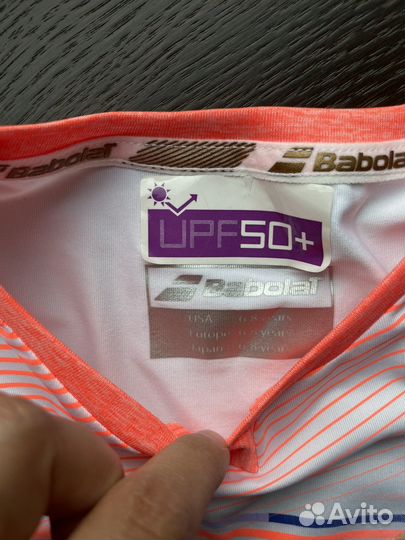 Babolat
Babolat
UPF50+
Babolat
USA 6-8 years
Europe 6-8 years
Japan 6-8 years
Avito